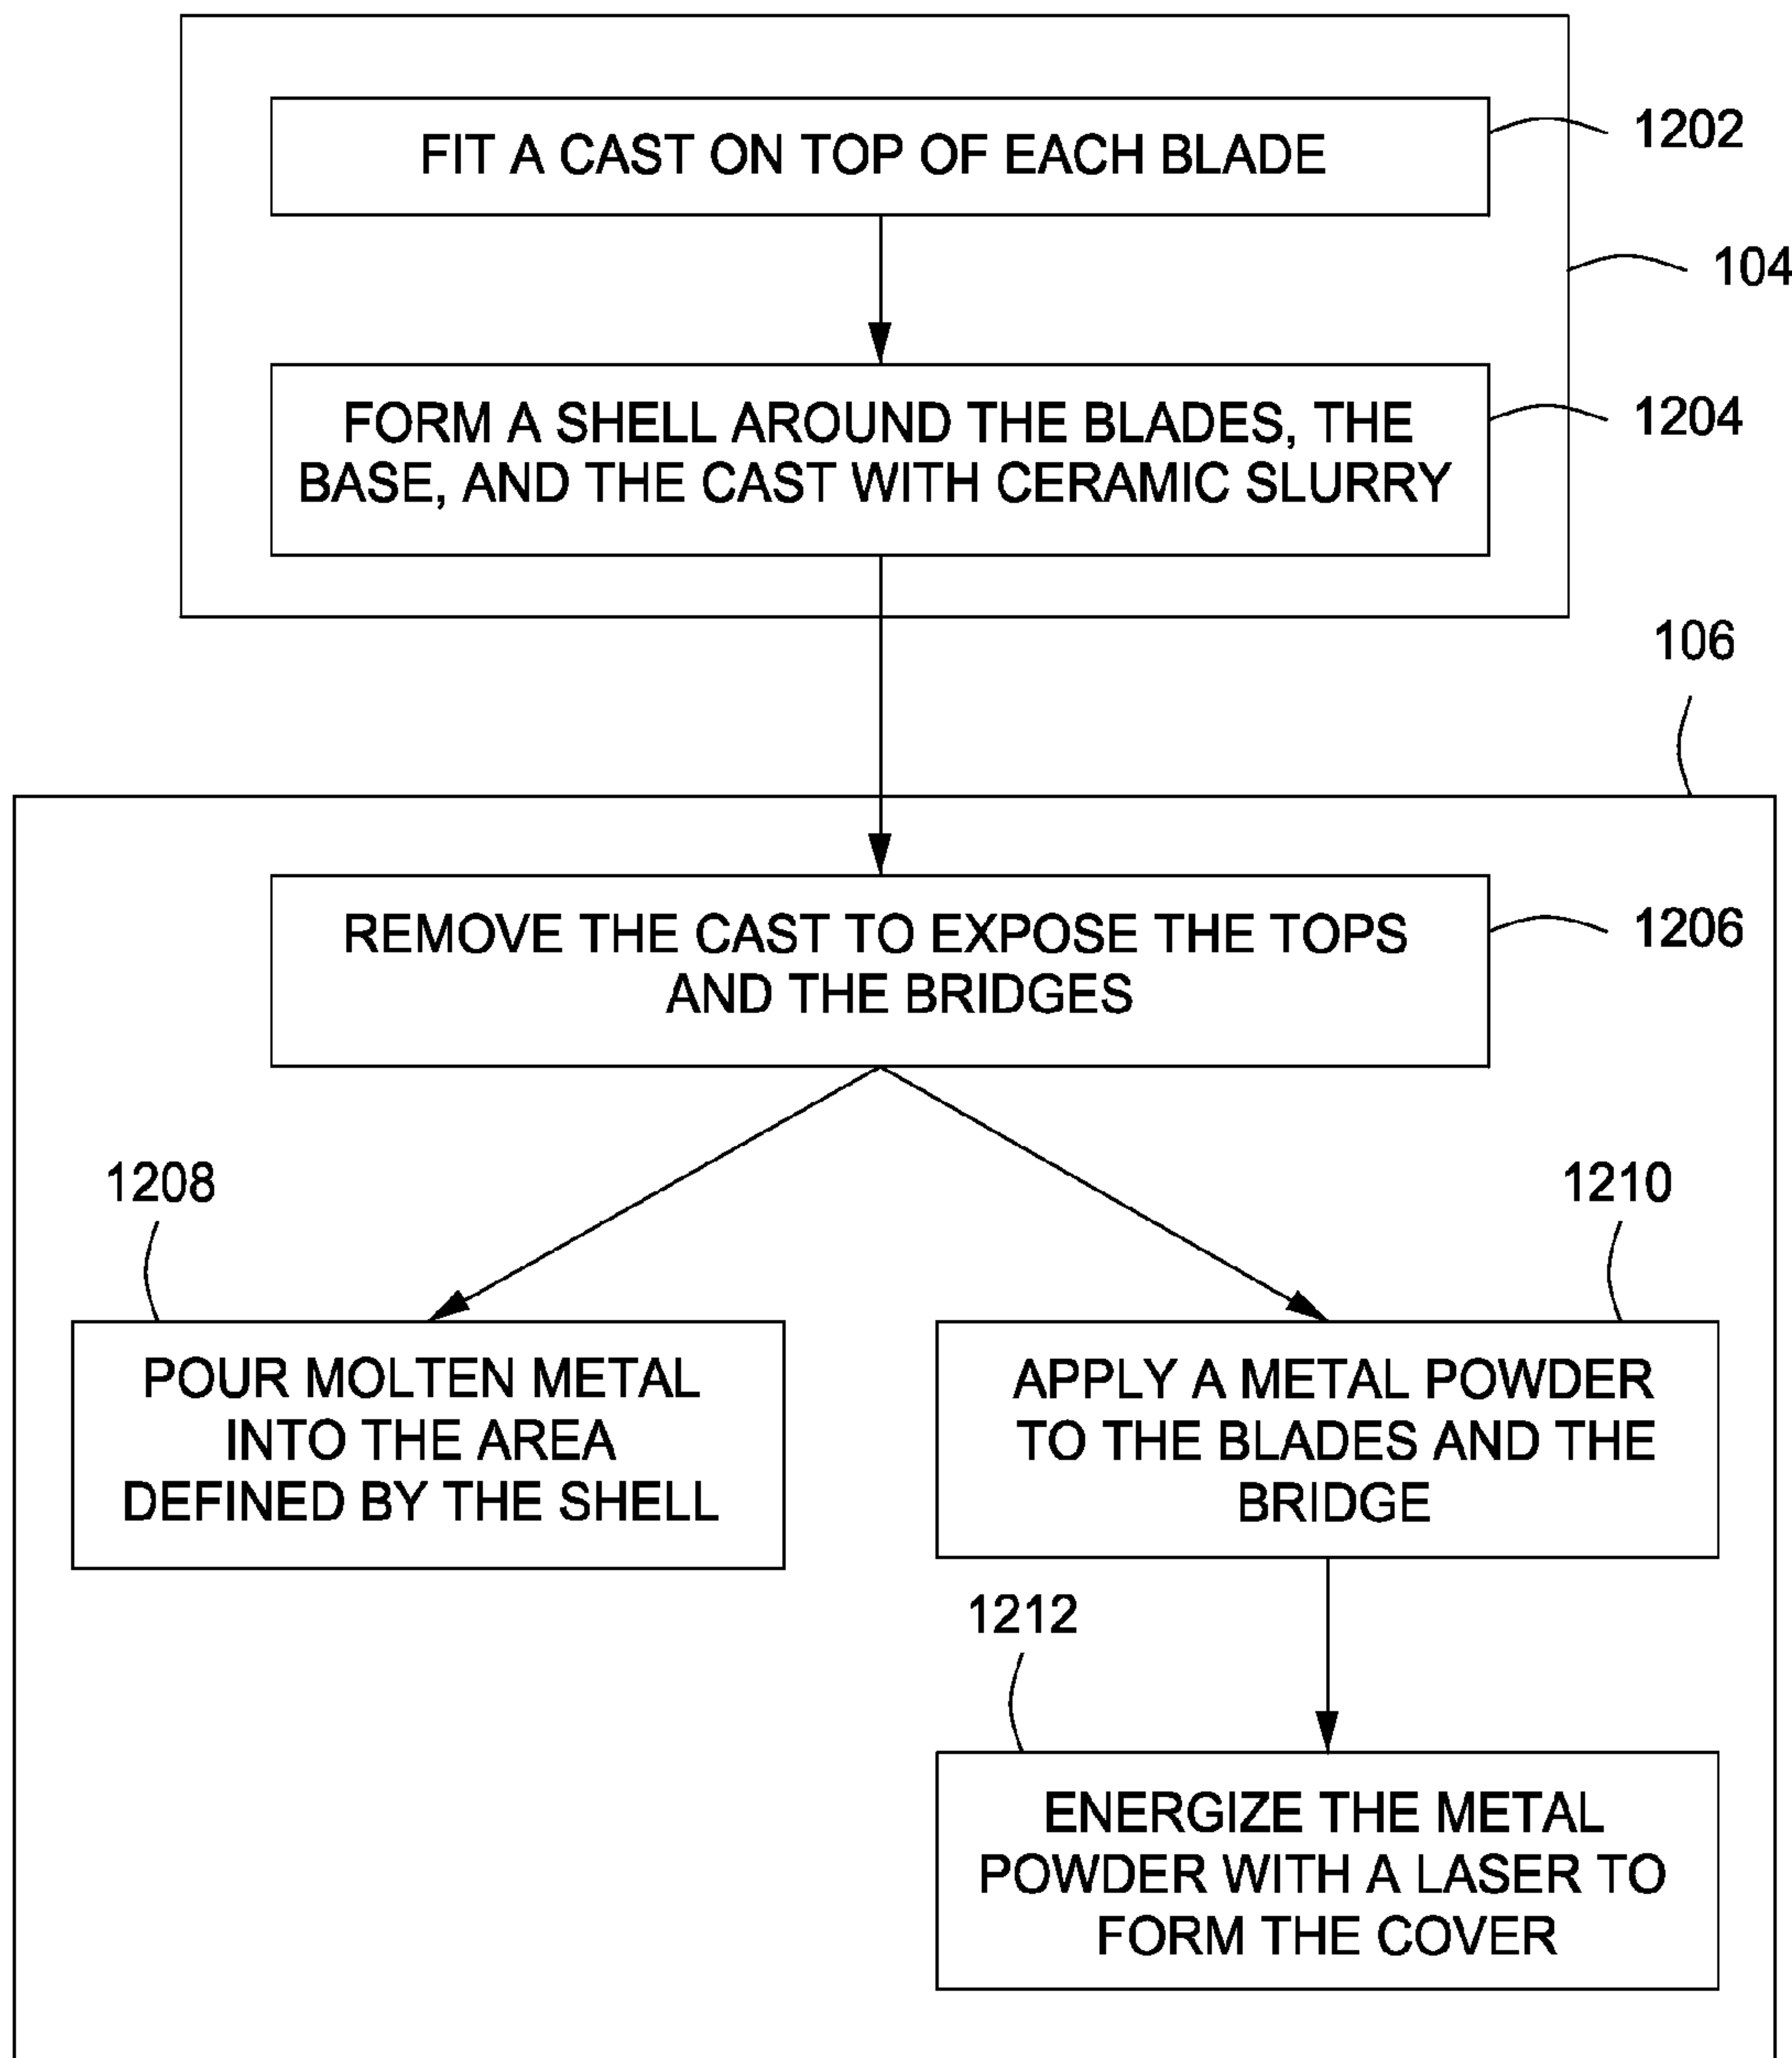 FIT A CAST ON TOP OF EACH BLADE
1202
104
FORM A SHELL AROUND THE BLADES, THE
BASE, AND THE CAST WITH CERAMIC SLURRY
1204
106
REMOVE THE CAST TO EXPOSE THE TOPS
AND THE BRIDGES
1206
1208
POUR MOLTEN METAL
INTO THE AREA
DEFINED BY THE SHELL
1210
APPLY A METAL POWDER
TO THE BLADES AND THE
BRIDGE
1212
ENERGIZE THE METAL
POWDER WITH A LASER TO
FORM THE COVER